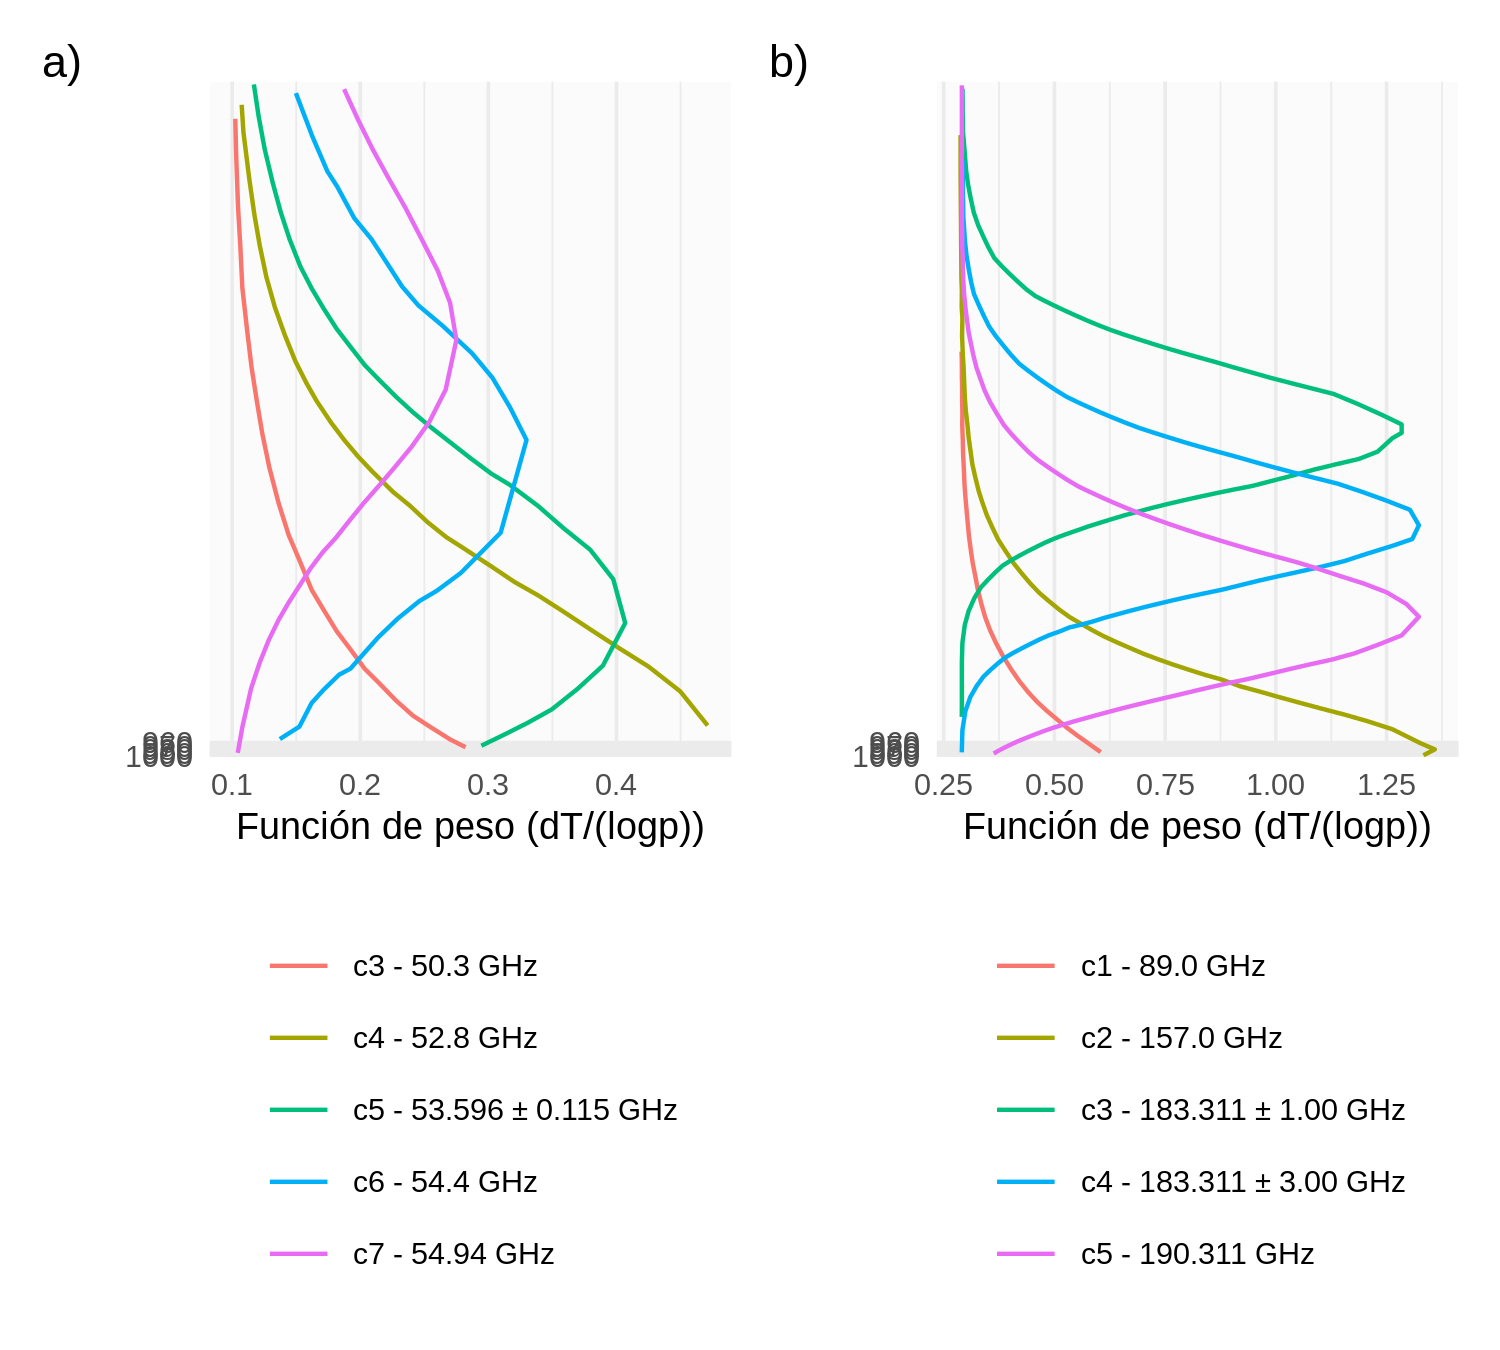 a)
b)
1000
1000
0.1 0.2 0.3 0.4
0.25 0.50 0.75 1.00 1.25
Función de peso (dT/(logp))
Función de peso (dT/(logp))
c3 - 50.3 GHz
c4 - 52.8 GHz
c5 - 53.596 ± 0.115 GHz
c6 - 54.4 GHz
c7 - 54.94 GHz
c1 - 89.0 GHz
c2 - 157.0 GHz
c3 - 183.311 ± 1.00 GHz
c4 - 183.311 ± 3.00 GHz
c5 - 190.311 GHz